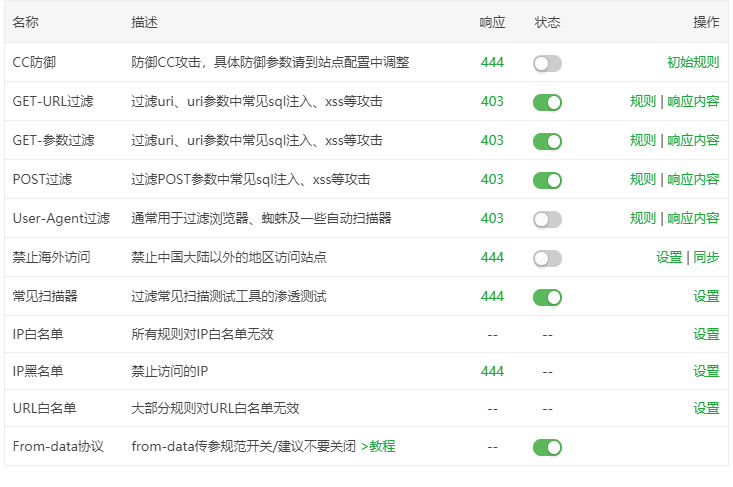 名称 描述 响应 状态 操作
CC防御 防御CC攻击，具体防御参数请到站点配置中调整 444 初始规则
GET-URL过滤 过滤uri、uri参数中常见sql注入、xss等攻击 403 规则 | 响应内容
GET-参数过滤 过滤uri、uri参数中常见sql注入、xss等攻击 403 规则 | 响应内容
POST过滤 过滤POST参数中常见sql注入、xss等攻击 403 规则 | 响应内容
User-Agent过滤 通常用于过滤浏览器、蜘蛛及一些自动扫描器 403 规则 | 响应内容
禁止海外访问 禁止中国大陆以外的地区访问站点 444 设置 | 同步
常见扫描器 过滤常见扫描测试工具的渗透测试 444 设置
IP白名单 所有规则对IP白名单无效 -- -- 设置
IP黑名单 禁止访问的IP 444 -- 设置
URL白名单 大部分规则对URL白名单无效 -- -- 设置
From-data协议 from-data传参规范开关/建议不要关闭 >教程 --